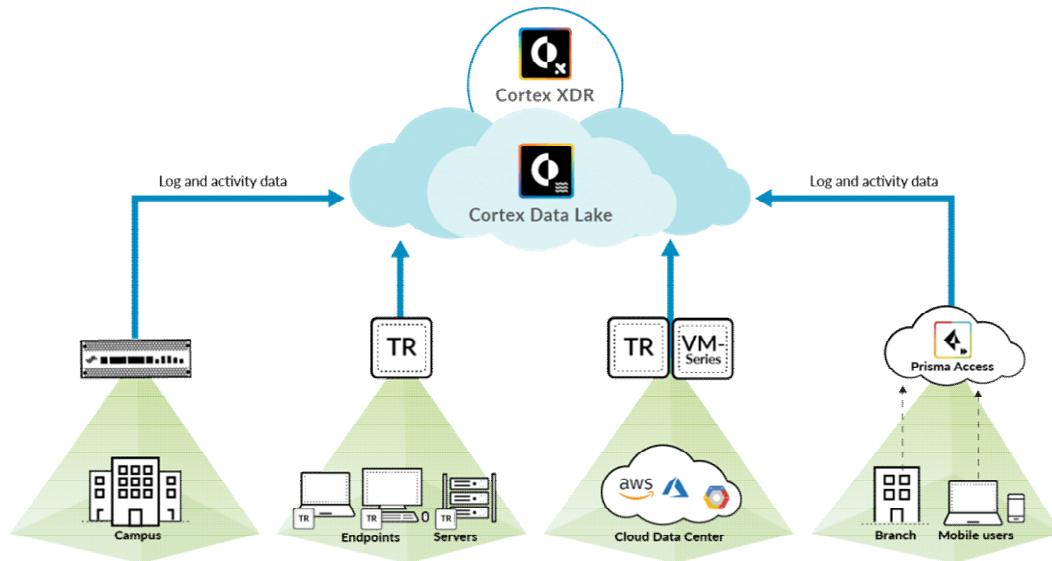 Cortex XDR
Cortex Data Lake
Log and activity data
Log and activity data
TR
TR
VM-
Series
Prisma Access
aws
TR
TR
TR
Campus
Endpoints
Servers
Cloud Data Center
Branch
Mobile users